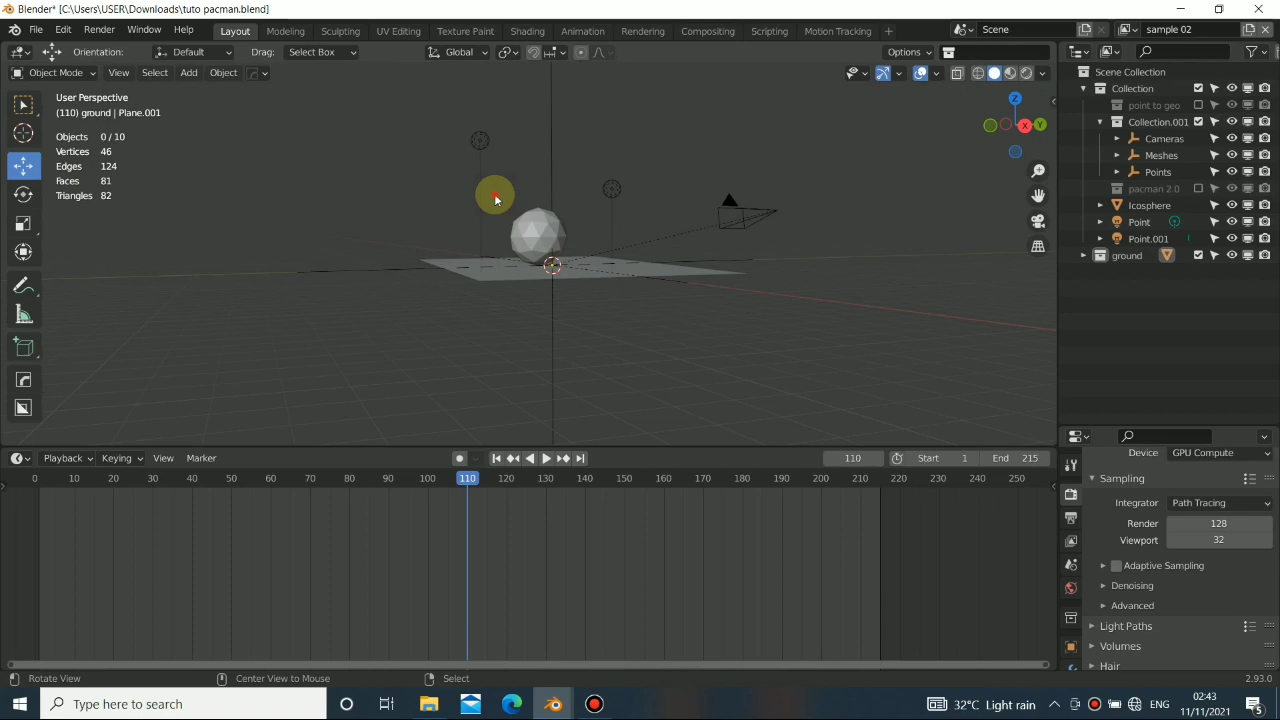 Blender* [C:\Users\USER\Downloads\tuto pacman.blend]
File Edit Render Window Help Layout Modeling Sculpting UV Editing Texture Paint Shading Animation Rendering Compositing Scripting Motion Tracking + Scene sample 02
Orientation: Default Drag: Select Box Global Options
Object Mode View Select Add Object
User Perspective
(110) ground | Plane.001
Objects 0 / 10
Vertices 46
Edges 124
Faces 81
Triangles 82
Z
X
Y
Scene Collection
Collection
point to geo
Collection.001
Cameras
Meshes
Points
pacman 2.0
Icosphere
Point
Point.001
ground
Playback Keying View Marker 110 Start 1 End 215
0 10 20 30 40 50 60 70 80 90 100 110 120 130 140 150 160 170 180 190 200 210 220 230 240 250
Device GPU Compute
Sampling
Integrator Path Tracing
Render 128
Viewport 32
Adaptive Sampling
Denoising
Advanced
Light Paths
Volumes
Hair
Rotate View Center View to Mouse Select 2.93.0
Type here to search 32°C Light rain ENG 02:43
11/11/2021 5